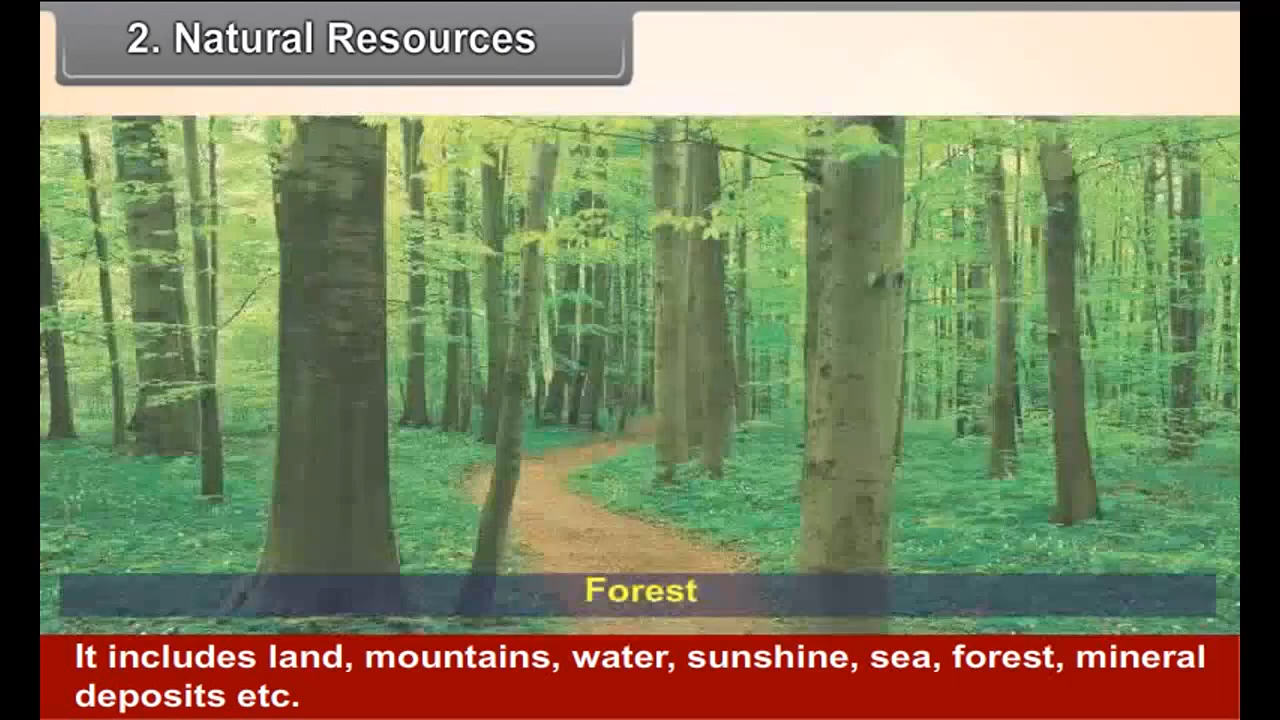 2. Natural Resources
Forest
It includes land, mountains, water, sunshine, sea, forest, mineral
deposits etc.